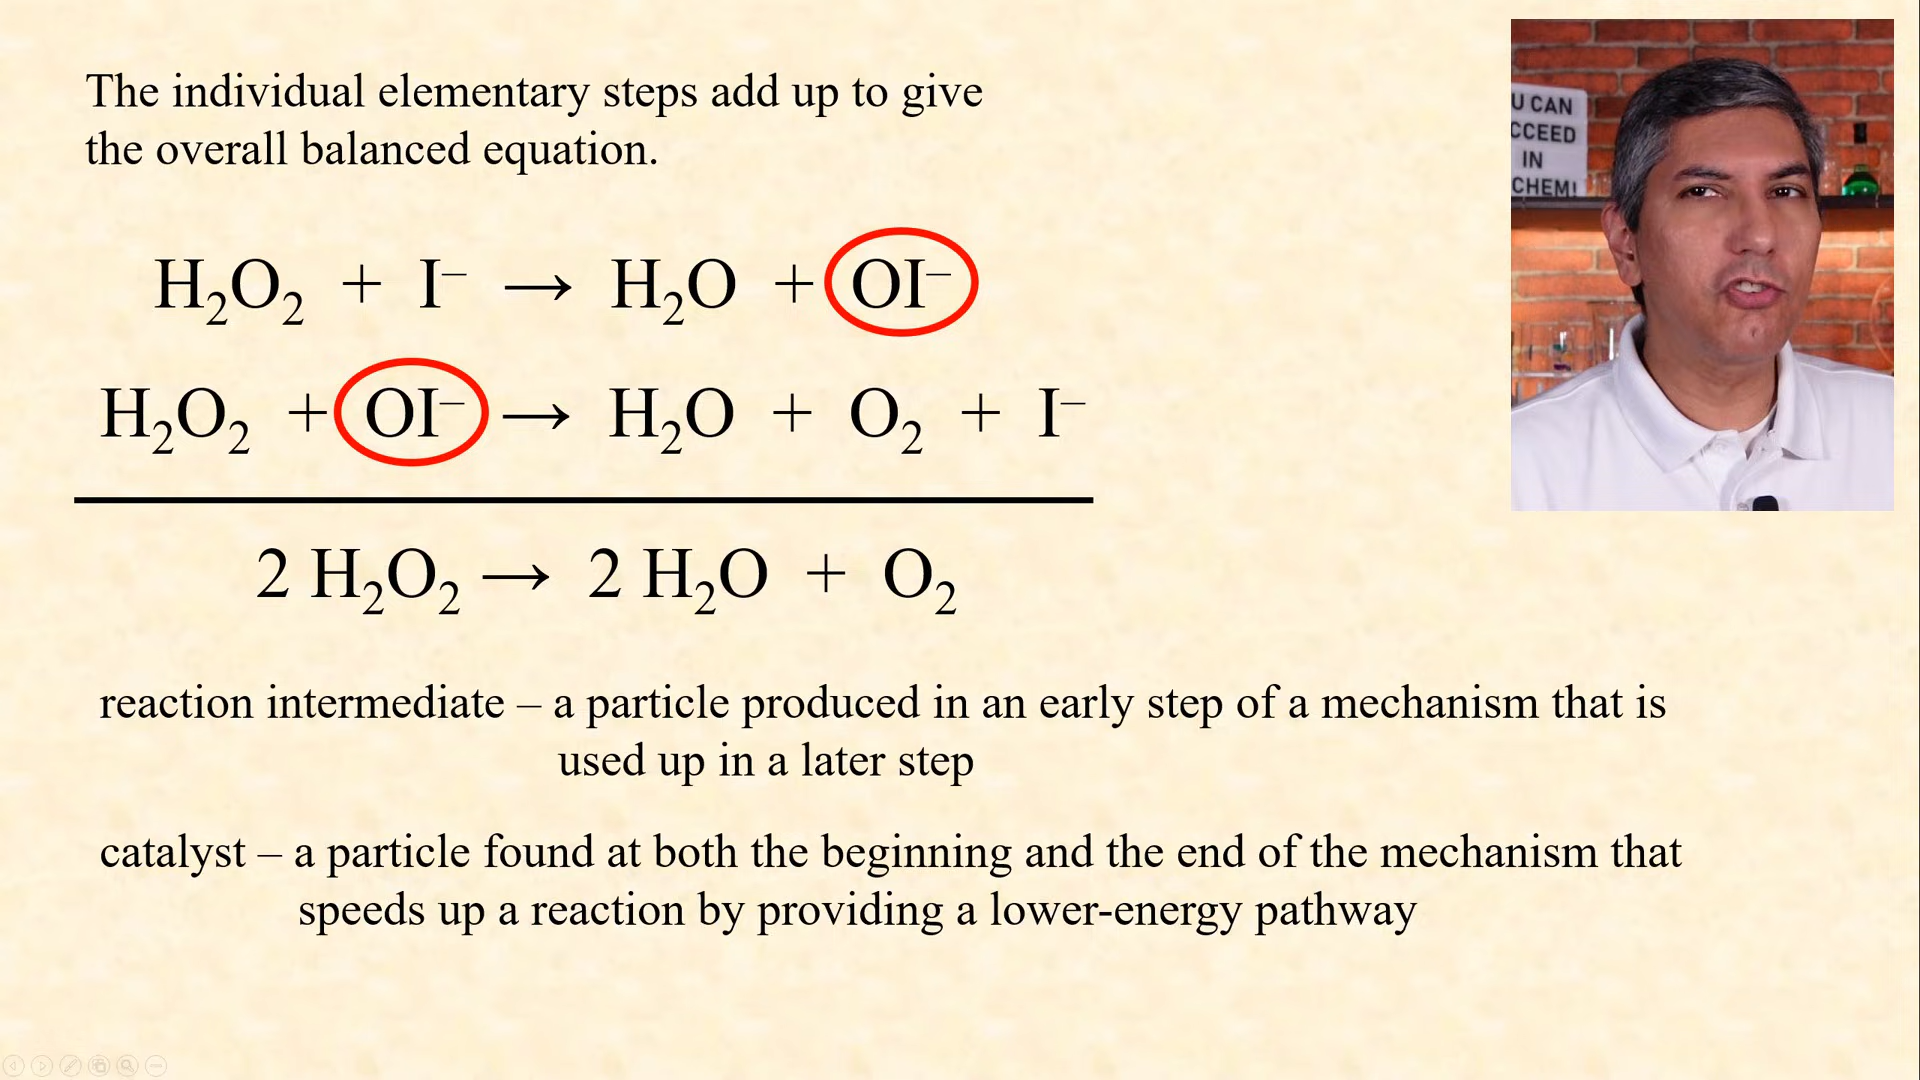 The individual elementary steps add up to give
the overall balanced equation.
H₂O₂ + I⁻ → H₂O + OI⁻
H₂O₂ + OI⁻ → H₂O + O₂ + I⁻
2 H₂O₂ → 2 H₂O + O₂
reaction intermediate – a particle produced in an early step of a mechanism that is
used up in a later step
catalyst – a particle found at both the beginning and the end of the mechanism that
speeds up a reaction by providing a lower-energy pathway
U CAN
CCEED
IN
CHEM!